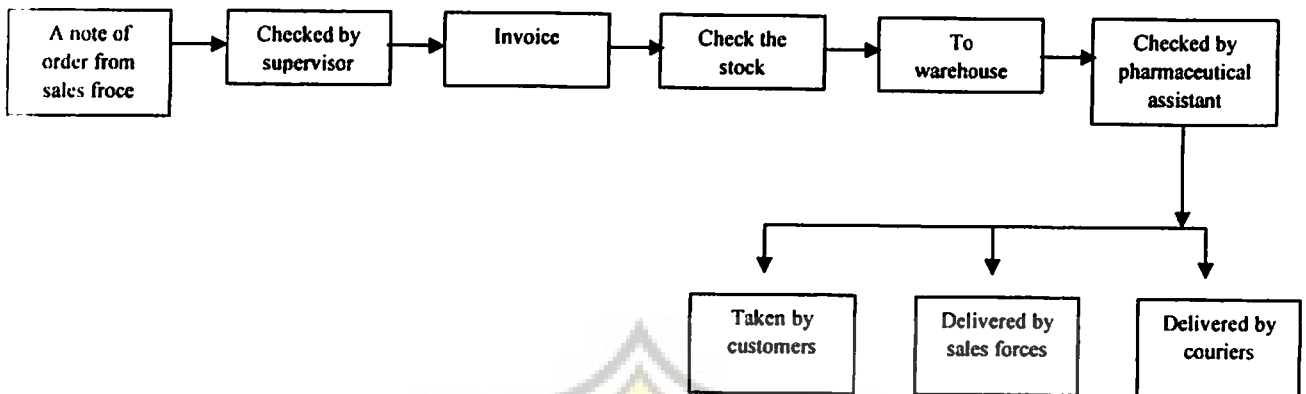 A note of
order from
sales froce
Checked by
supervisor
Invoice
Check the
stock
To
warehouse
Checked by
pharmaceutical
assistant
Taken by
customers
Delivered by
sales forces
Delivered by
couriers